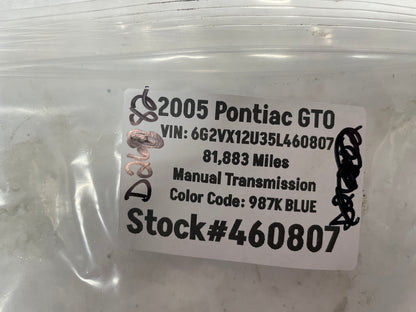 2005 Pontiac GTO
VIN: 6G2VX12U35L460807
81,883 Miles
Manual Transmission
Color Code: 987K BLUE
Stock#460807